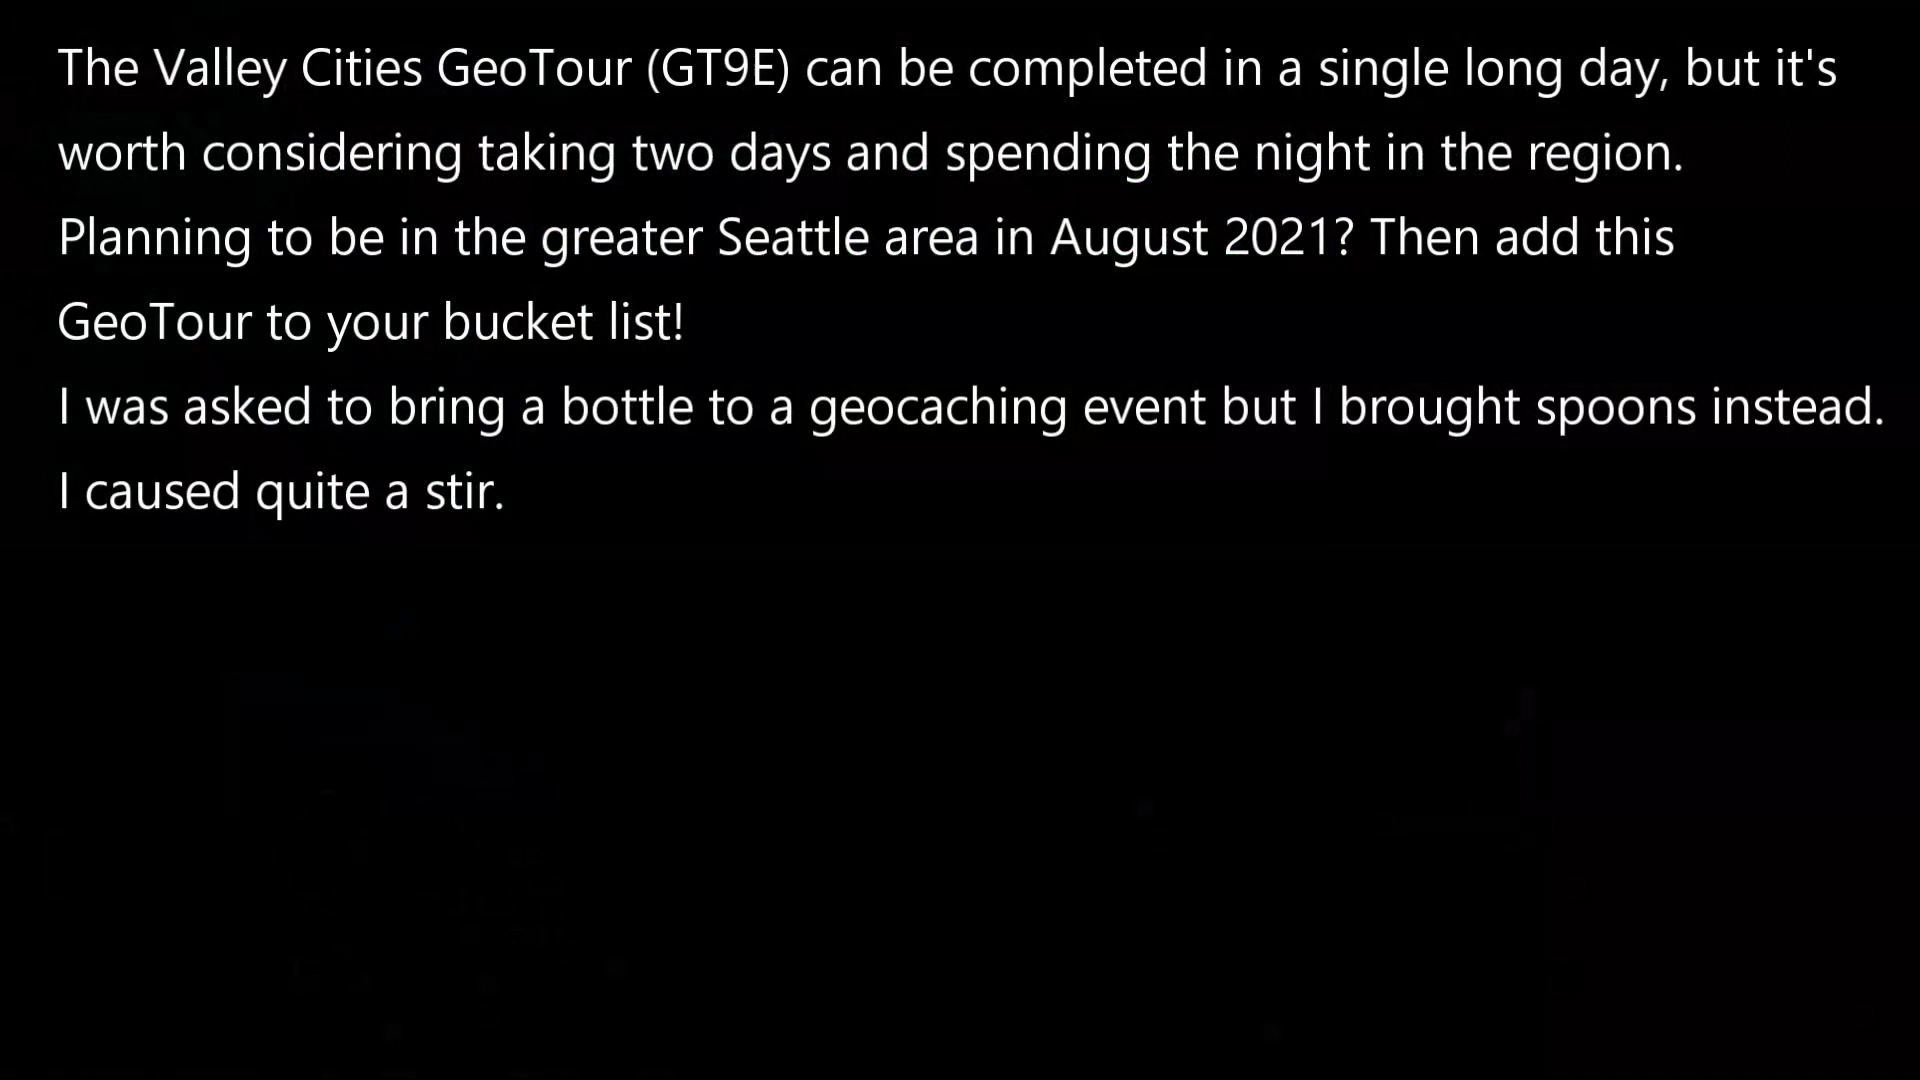 The Valley Cities GeoTour (GT9E) can be completed in a single long day, but it's
worth considering taking two days and spending the night in the region.
Planning to be in the greater Seattle area in August 2021? Then add this
GeoTour to your bucket list!
I was asked to bring a bottle to a geocaching event but I brought spoons instead.
I caused quite a stir.